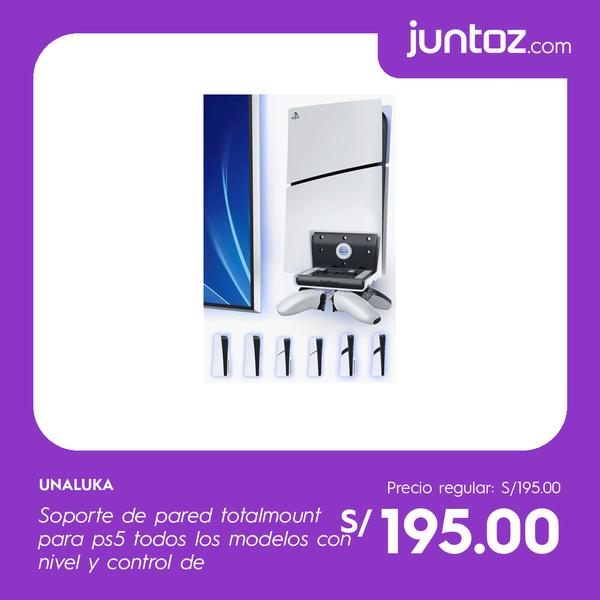 juntoz.com
UNALUKA
Soporte de pared totalmount
para ps5 todos los modelos con
nivel y control de
Precio regular: S/195.00
S/195.00